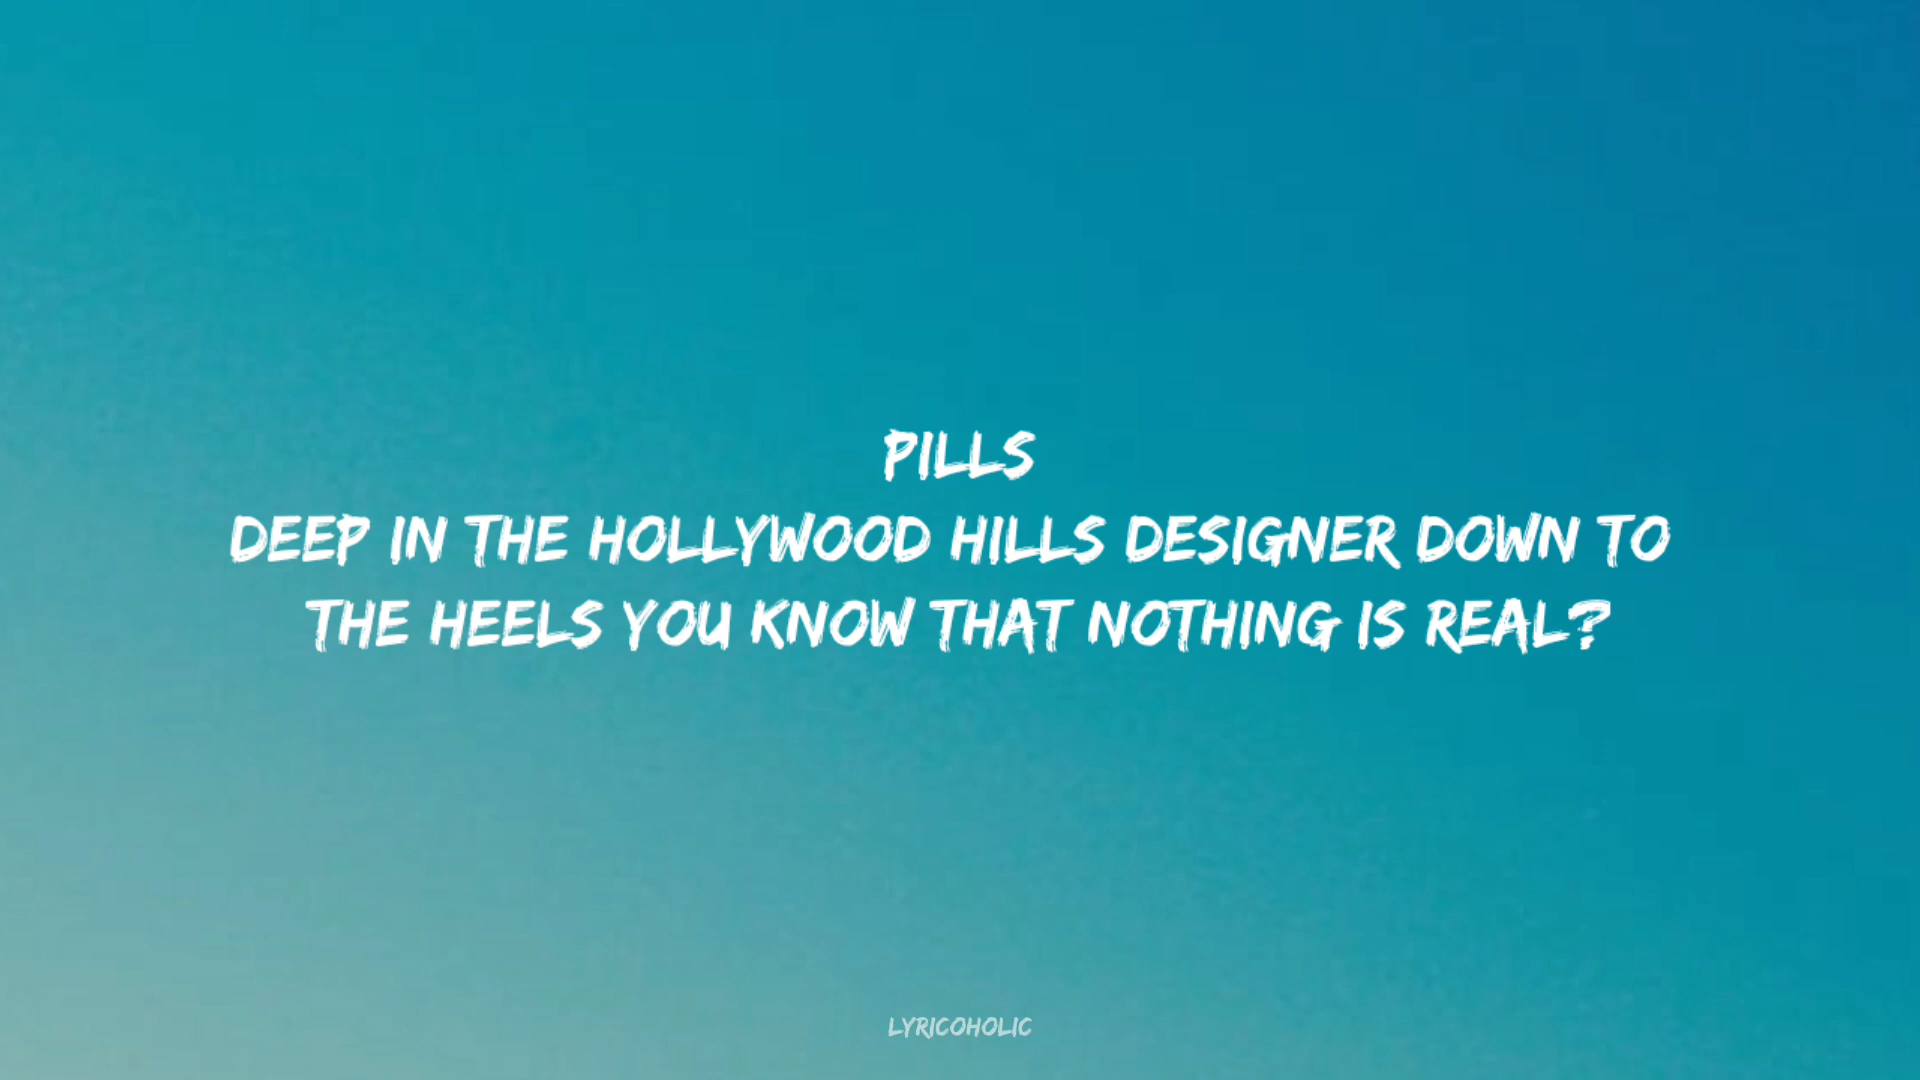 PILLS
DEEP IN THE HOLLYWOOD HILLS DESIGNER DOWN TO
THE HEELS YOU KNOW THAT NOTHING IS REAL?
LYRICOHOLIC